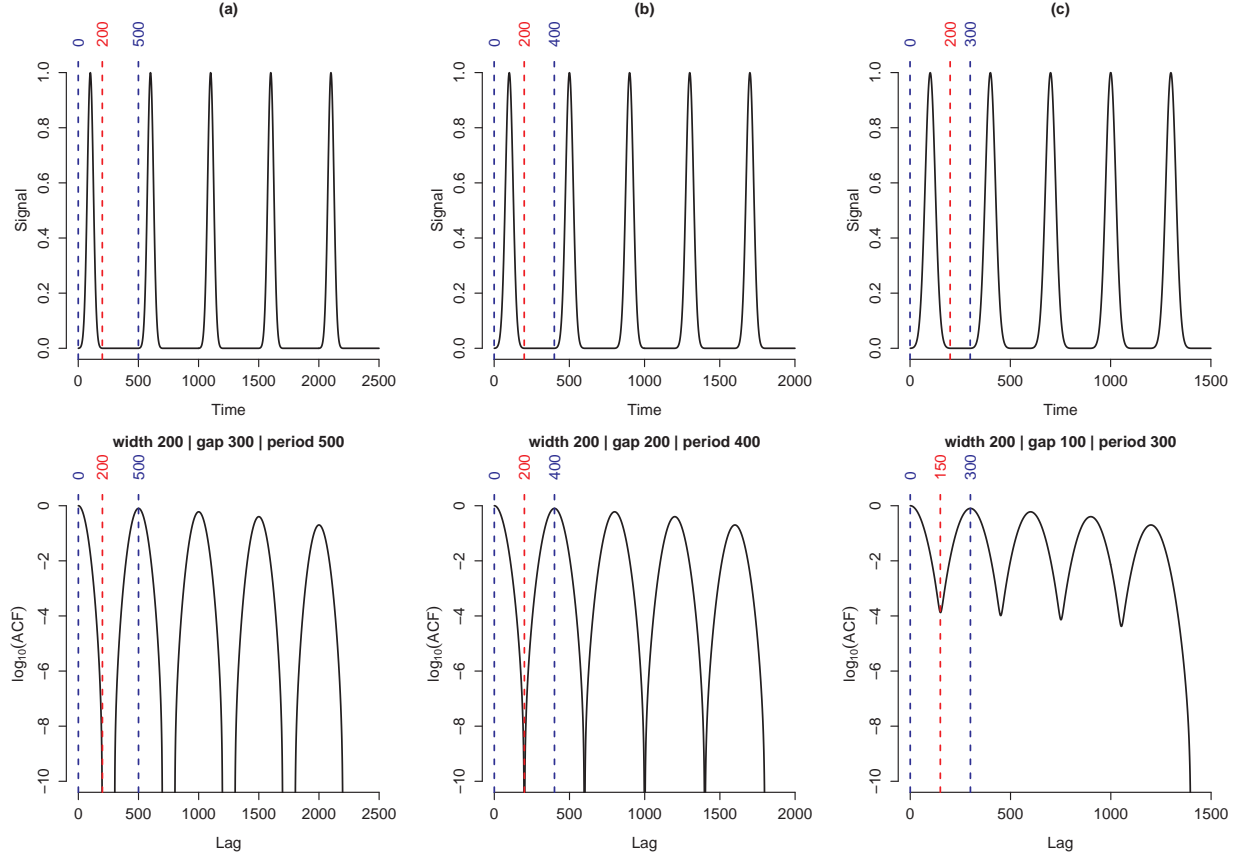 (a)
0
200
500
Signal
0.0
0.2
0.4
0.6
0.8
1.0
0 500 1000 1500 2000 2500
Time
(b)
0
200
400
Signal
0.0
0.2
0.4
0.6
0.8
1.0
0 500 1000 1500 2000
Time
(c)
0
200
300
Signal
0.0
0.2
0.4
0.6
0.8
1.0
0 500 1000 1500
Time
width 200 | gap 300 | period 500
0
200
500
log₁₀(ACF)
−10
−8
−6
−4
−2
0
0 500 1000 1500 2000 2500
Lag
width 200 | gap 200 | period 400
0
200
400
log₁₀(ACF)
−10
−8
−6
−4
−2
0
0 500 1000 1500 2000
Lag
width 200 | gap 100 | period 300
0
150
300
log₁₀(ACF)
−10
−8
−6
−4
−2
0
0 500 1000 1500
Lag